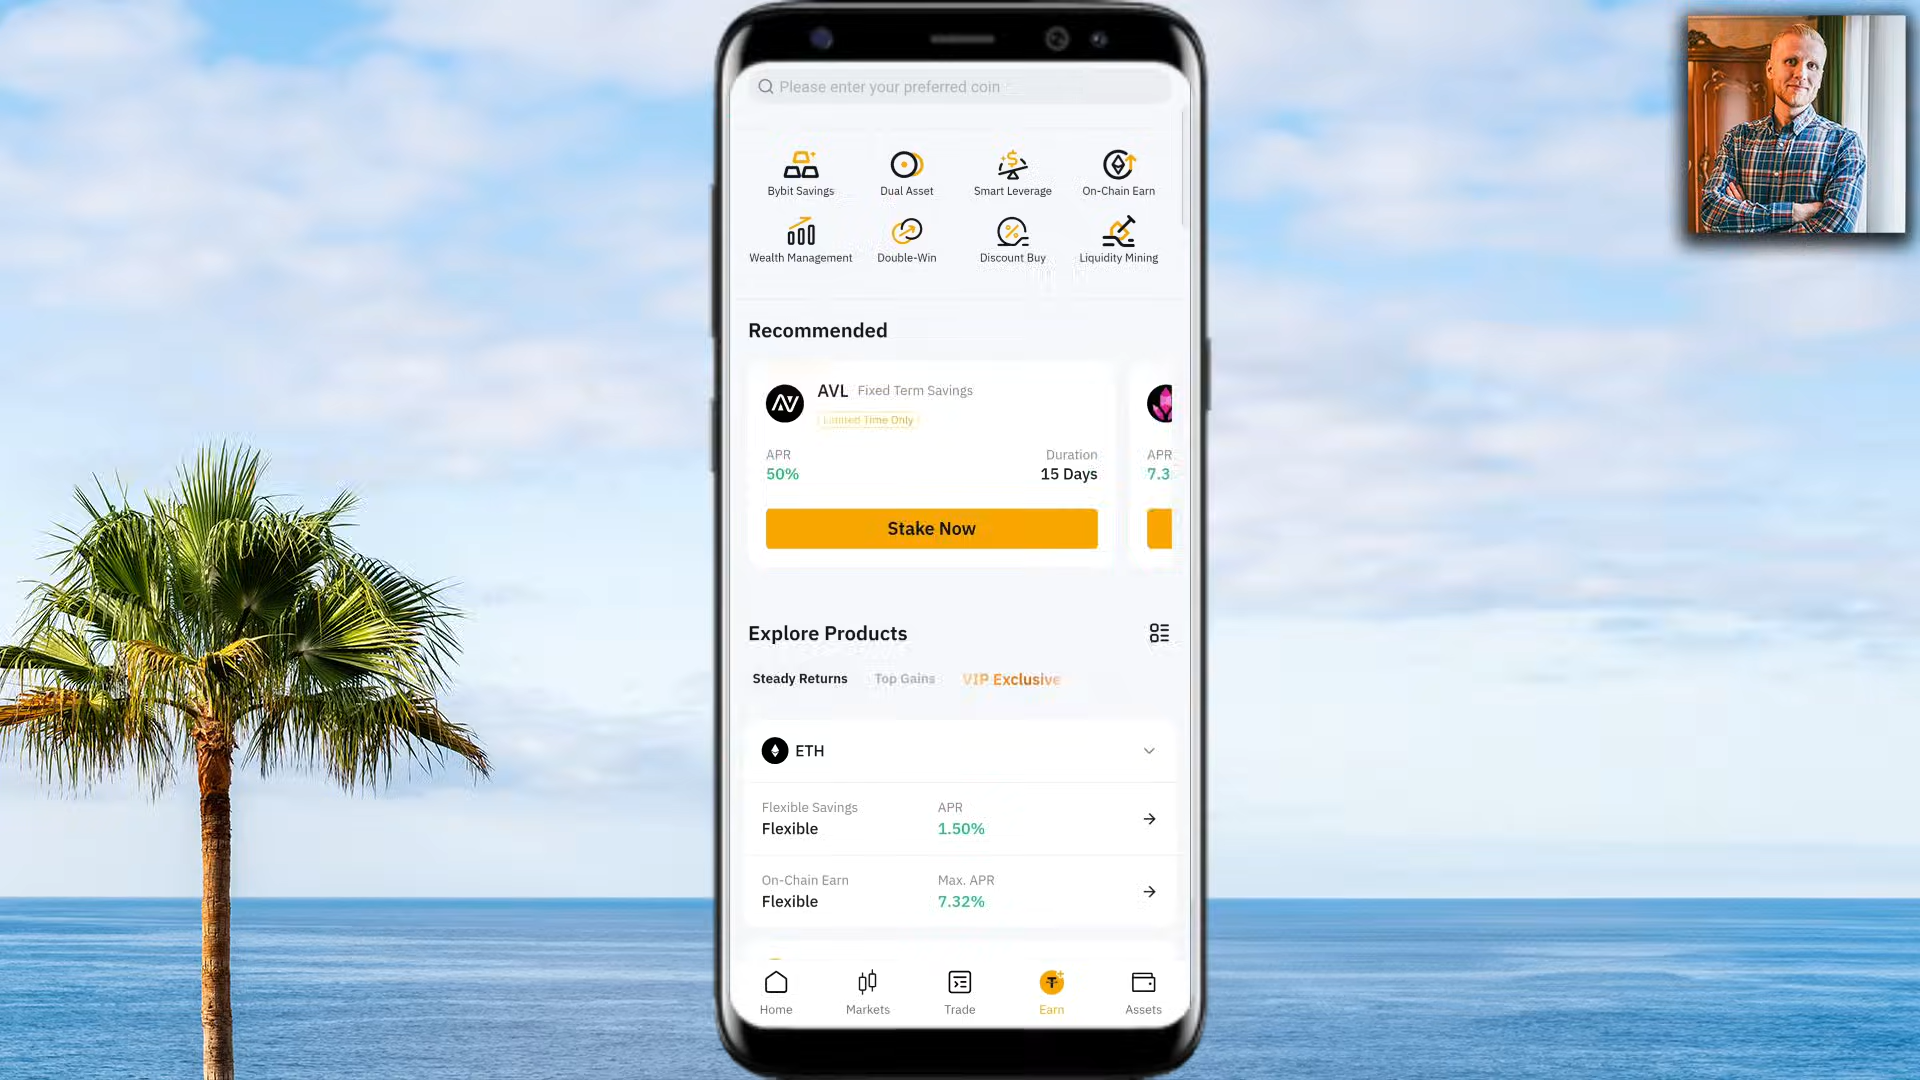 Please enter your preferred coin
Bybit Savings Dual Asset Smart Leverage On-Chain Earn
Wealth Management Double-Win Discount Buy Liquidity Mining
Recommended
AVL Fixed Term Savings
Limited Time Only
APR Duration APR
50% 15 Days 7.3
Stake Now
Explore Products
Steady Returns Top Gains VIP Exclusive
ETH
Flexible Savings APR
Flexible 1.50%
On-Chain Earn Max. APR
Flexible 7.32%
Home Markets Trade Earn Assets